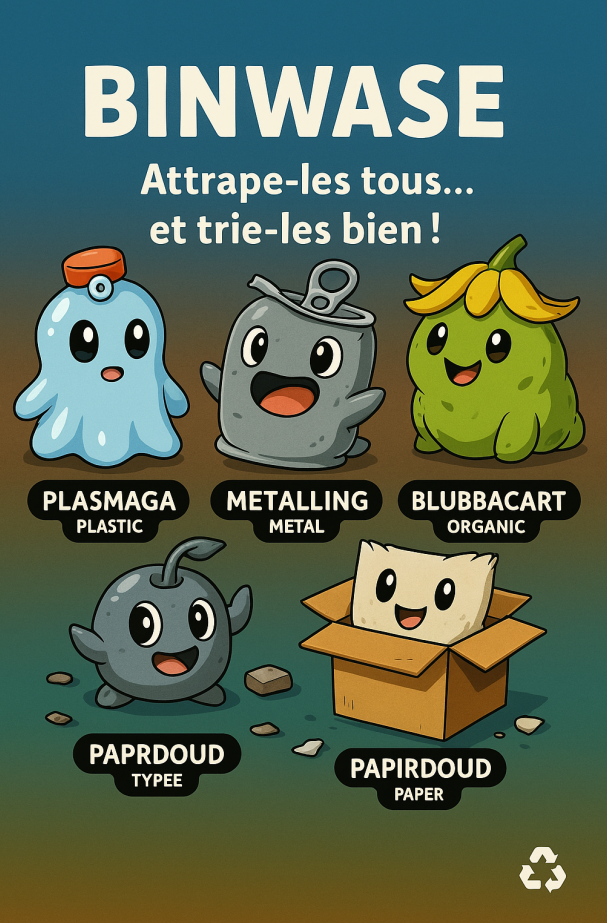 BINWASE
Attrape-les tous...
et trie-les bien !
PLASMAGA
PLASTIC
METALLING
METAL
BLUBBACART
ORGANIC
PAPRDOUD
TYPEE
PAPIRDOUD
PAPER